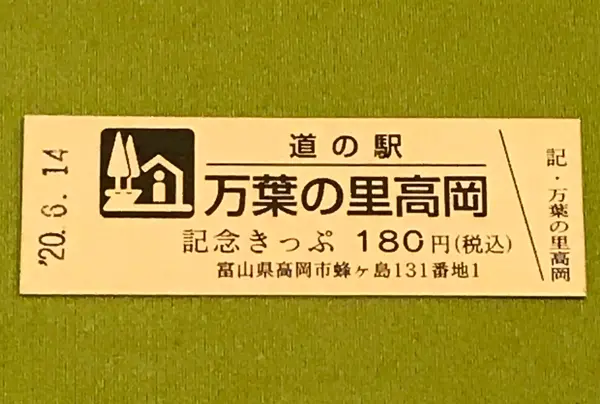 '20. 6. 14
道の駅
万葉の里高岡
記念きっぷ 180円(税込)
富山県高岡市蜂ヶ島131番地1
記・万葉の里高岡